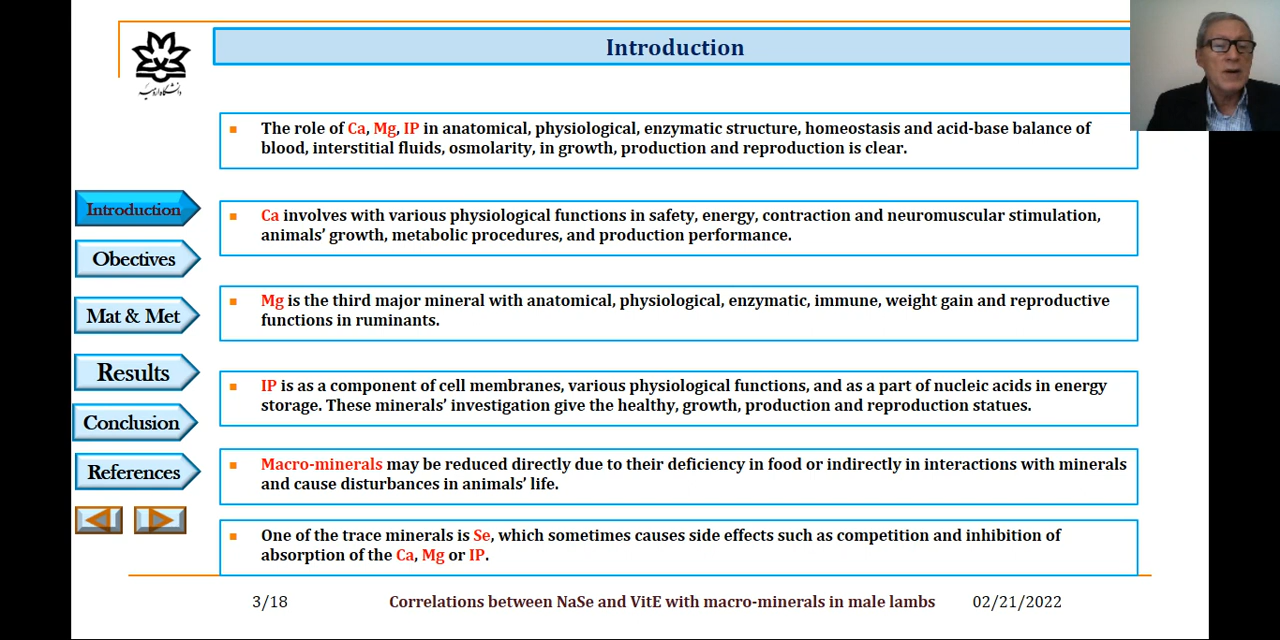 Introduction
دانشگاه ارومیه
The role of Ca, Mg, IP in anatomical, physiological, enzymatic structure, homeostasis and acid-base balance of
blood, interstitial fluids, osmolarity, in growth, production and reproduction is clear.
Introduction
Ca involves with various physiological functions in safety, energy, contraction and neuromuscular stimulation,
animals' growth, metabolic procedures, and production performance.
Obectives
Mg is the third major mineral with anatomical, physiological, enzymatic, immune, weight gain and reproductive
functions in ruminants.
Mat & Met
Results
IP is as a component of cell membranes, various physiological functions, and as a part of nucleic acids in energy
storage. These minerals' investigation give the healthy, growth, production and reproduction statues.
Conclusion
References
Macro-minerals may be reduced directly due to their deficiency in food or indirectly in interactions with minerals
and cause disturbances in animals' life.
One of the trace minerals is Se, which sometimes causes side effects such as competition and inhibition of
absorption of the Ca, Mg or IP.
3/18 Correlations between NaSe and VitE with macro-minerals in male lambs 02/21/2022